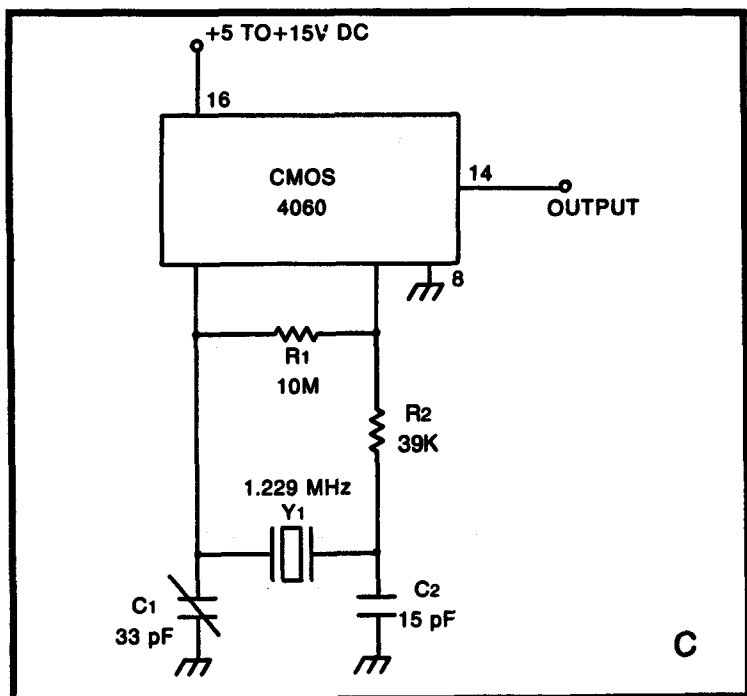 +5 TO+15V DC
16
CMOS
4060
14
OUTPUT
8
R1
10M
R2
39K
1.229 MHz
Y1
C1
33 pF
C2
15 pF
C